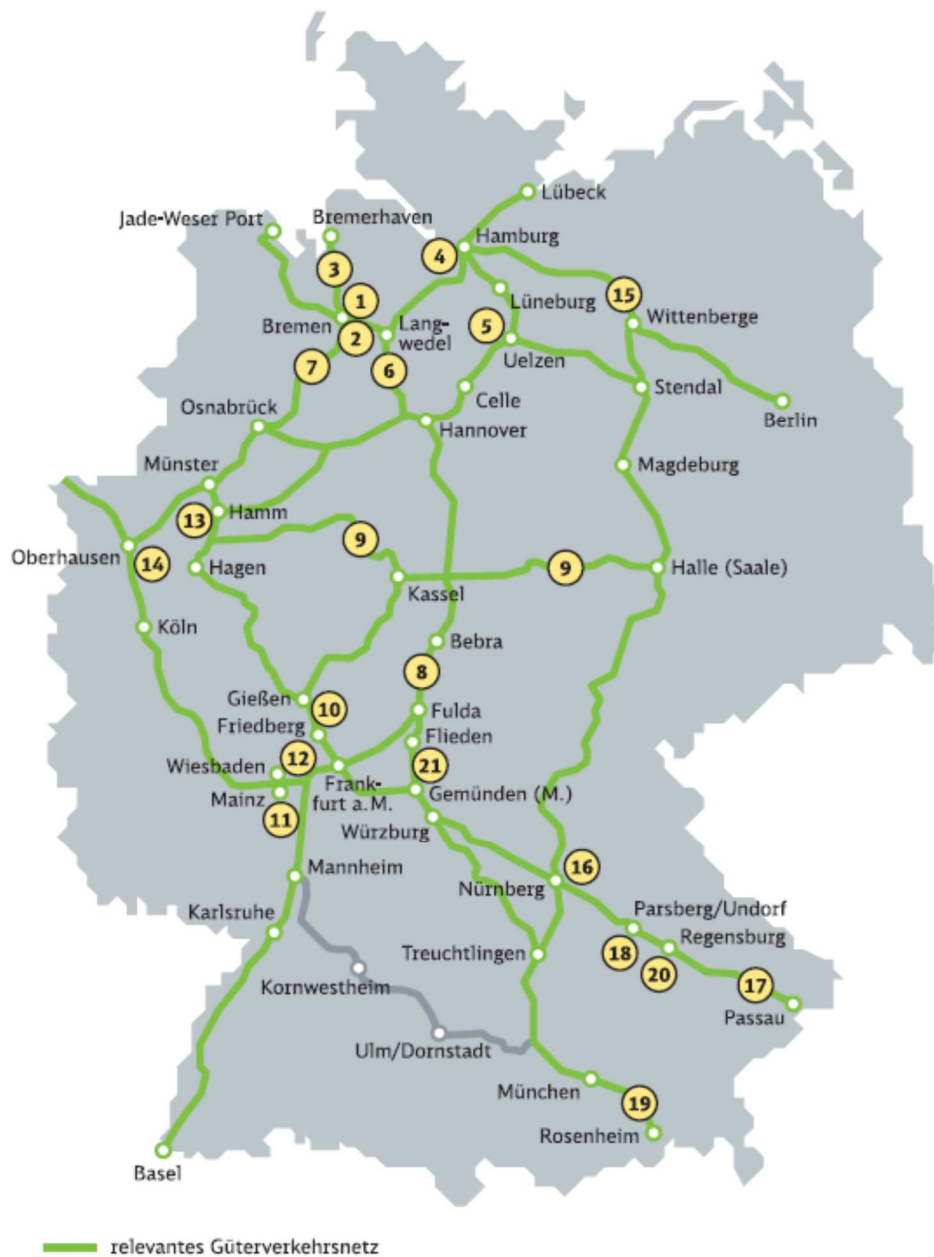 Lübeck
Jade-Weser Port
Bremerhaven
Hamburg
4
3
15
1
Lüneburg
Bremen
2
Lang-
wedel
5
Wittenberge
7
6
Uelzen
Celle
Stendal
Osnabrück
Hannover
Berlin
Münster
Magdeburg
13
Hamm
9
Oberhausen
14
Hagen
9
Halle (Saale)
Kassel
Köln
Bebra
8
Gießen
10
Fulda
Friedberg
Flieden
12
Wiesbaden
21
Mainz
Frank-
furt a. M.
Gemünden (M.)
11
Würzburg
Mannheim
16
Nürnberg
Karlsruhe
Parsberg/Undorf
Regensburg
Treuchtlingen
18
20
17
Kornwestheim
Passau
Ulm/Dornstadt
München
19
Rosenheim
Basel
relevantes Güterverkehrsnetz